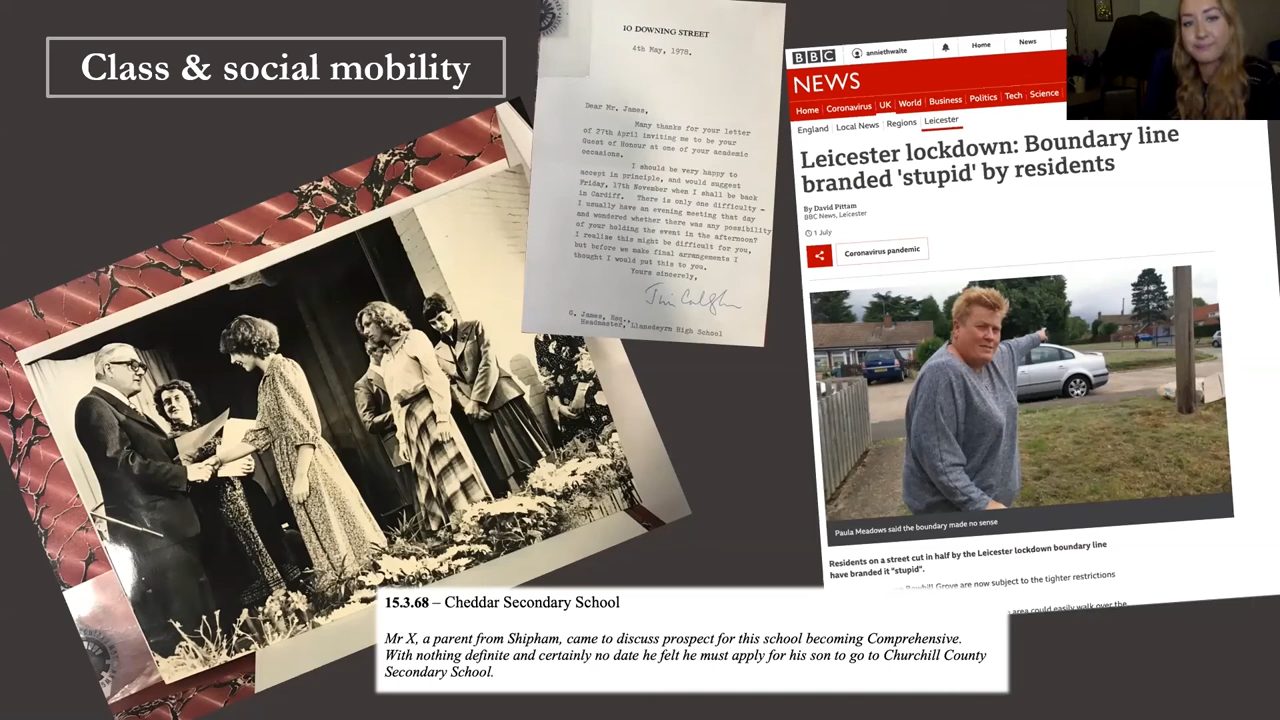 Class & social mobility
10 DOWNING STREET
4th May, 1978.
Dear Mr. James,
Many thanks for your letter
of 27th April inviting me to be your
Guest of Honour at one of your academic
occasions.
I should be very happy to
accept in principle, and would suggest
Friday, 17th November when I shall be back
in Cardiff. There is only one difficulty -
I usually have an evening meeting that day
and wondered whether there was any possibility
of your holding the event in the afternoon?
I realise this might be difficult for you,
but before we make final arrangements I
thought I would put this to you.
Yours sincerely,
James, Esq.,
Headmaster, Llanedeyrn High School
BBC
anniethwaite
Home
News
NEWS
Home Coronavirus UK World Business Politics Tech Science
England Local News Regions Leicester
Leicester lockdown: Boundary line
branded 'stupid' by residents
By David Pittam
BBC News, Leicester
1 July
Coronavirus pandemic
Paula Meadows said the boundary made no sense
Residents on a street cut in half by the Leicester lockdown boundary line
have branded it "stupid".
Grove are now subject to the tighter restrictions
area could easily walk over the
15.3.68 – Cheddar Secondary School
Mr X, a parent from Shipham, came to discuss prospect for this school becoming Comprehensive.
With nothing definite and certainly no date he felt he must apply for his son to go to Churchill County
Secondary School.